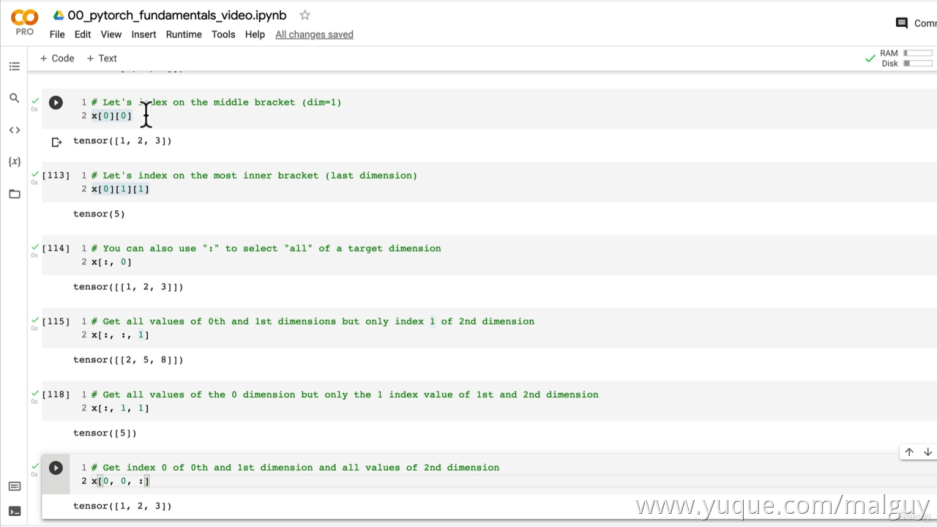 00_pytorch_fundamentals_video.ipynb
PRO
File Edit View Insert Runtime Tools Help All changes saved
+ Code + Text
RAM
Disk
1 # Let's index on the middle bracket (dim=1)
2 x[0][0]
tensor([1, 2, 3])
[113] 1 # Let's index on the most inner bracket (last dimension)
2 x[0][1][1]
tensor(5)
[114] 1 # You can also use ":" to select "all" of a target dimension
2 x[:, 0]
tensor([[1, 2, 3]])
[115] 1 # Get all values of 0th and 1st dimensions but only index 1 of 2nd dimension
2 x[:, :, 1]
tensor([[2, 5, 8]])
[118] 1 # Get all values of the 0 dimension but only the 1 index value of 1st and 2nd dimension
2 x[:, 1, 1]
tensor([5])
1 # Get index 0 of 0th and 1st dimension and all values of 2nd dimension
2 x[0, 0, :]
tensor([1, 2, 3])
www.yuque.com/malguy